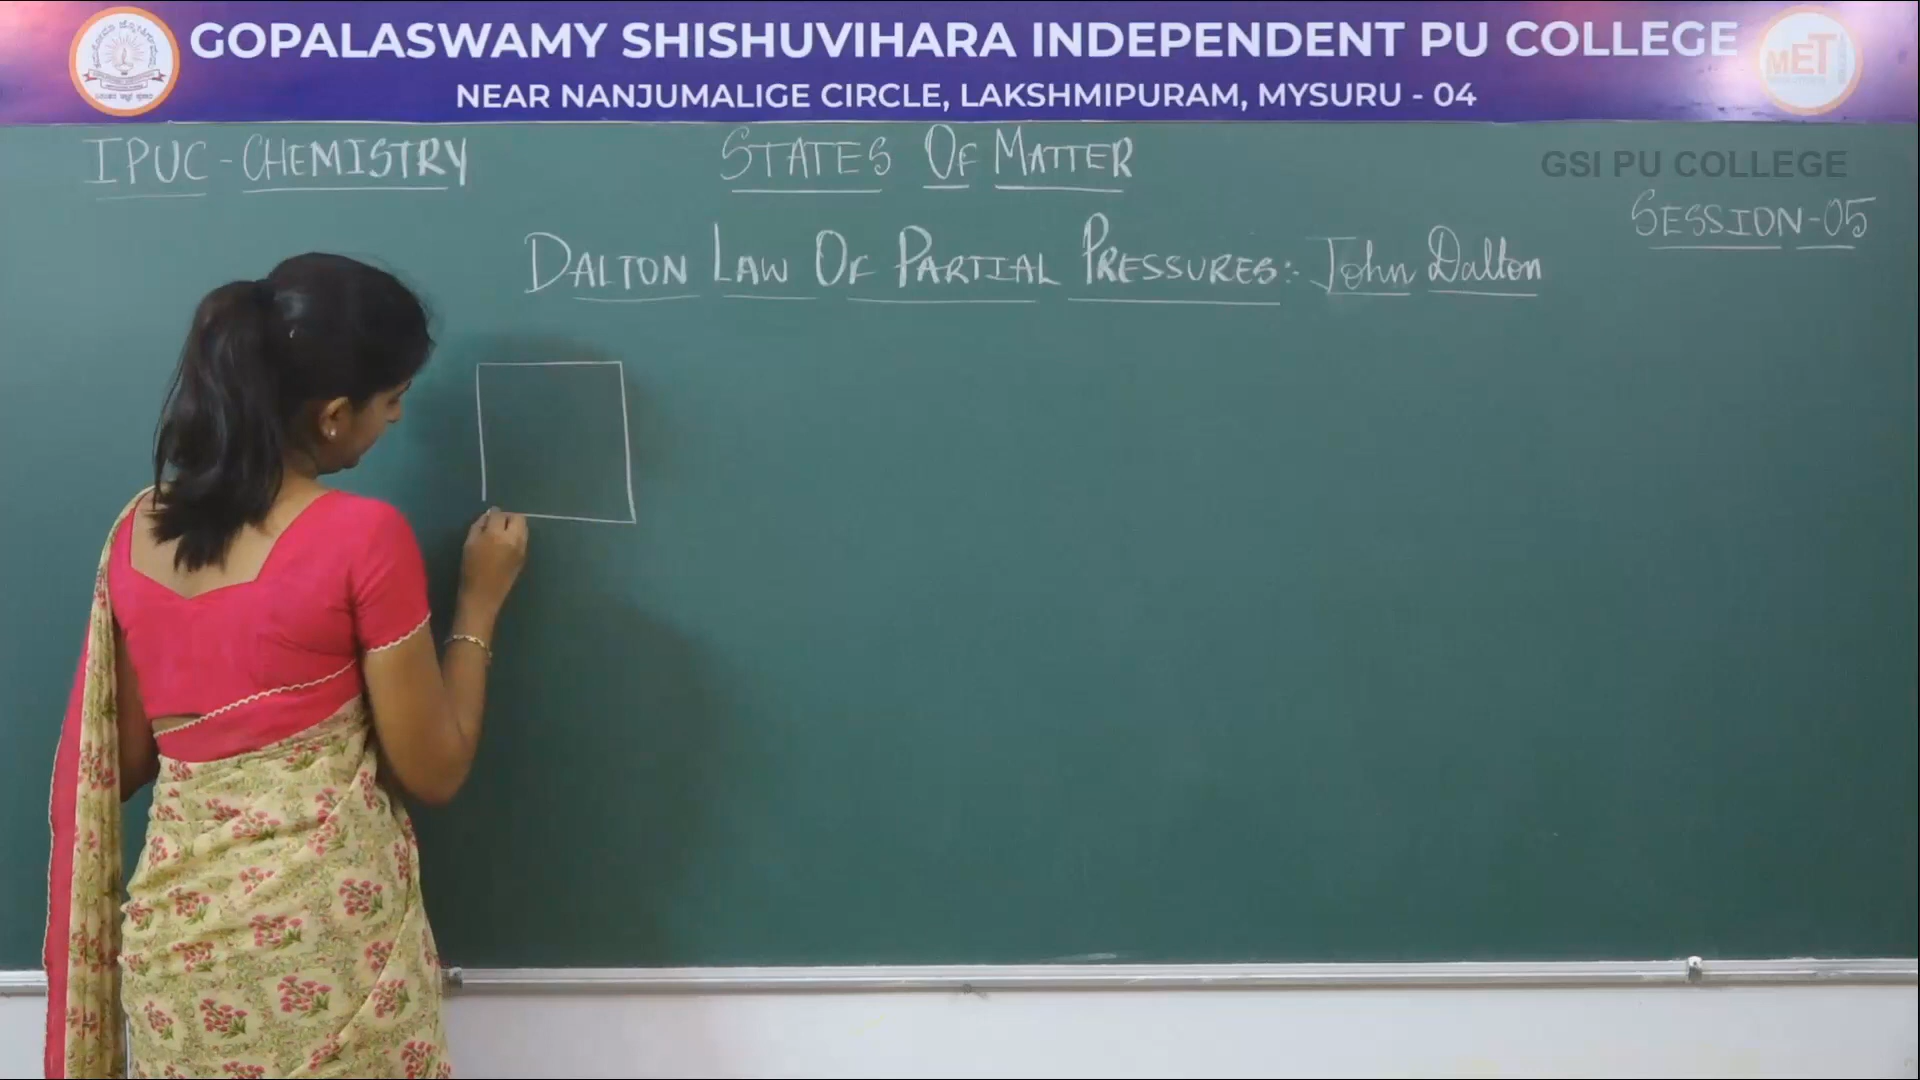 GOPALASWAMY SHISHUVIHARA INDEPENDENT PU COLLEGE
MET
NEAR NANJUMALIGE CIRCLE, LAKSHMIPURAM, MYSURU - 04
IPUC - CHEMISTRY
STATES OF MATTER
GSI PU COLLEGE
SESSION-05
DALTON LAW OF PARTIAL PRESSURES:- John Dalton